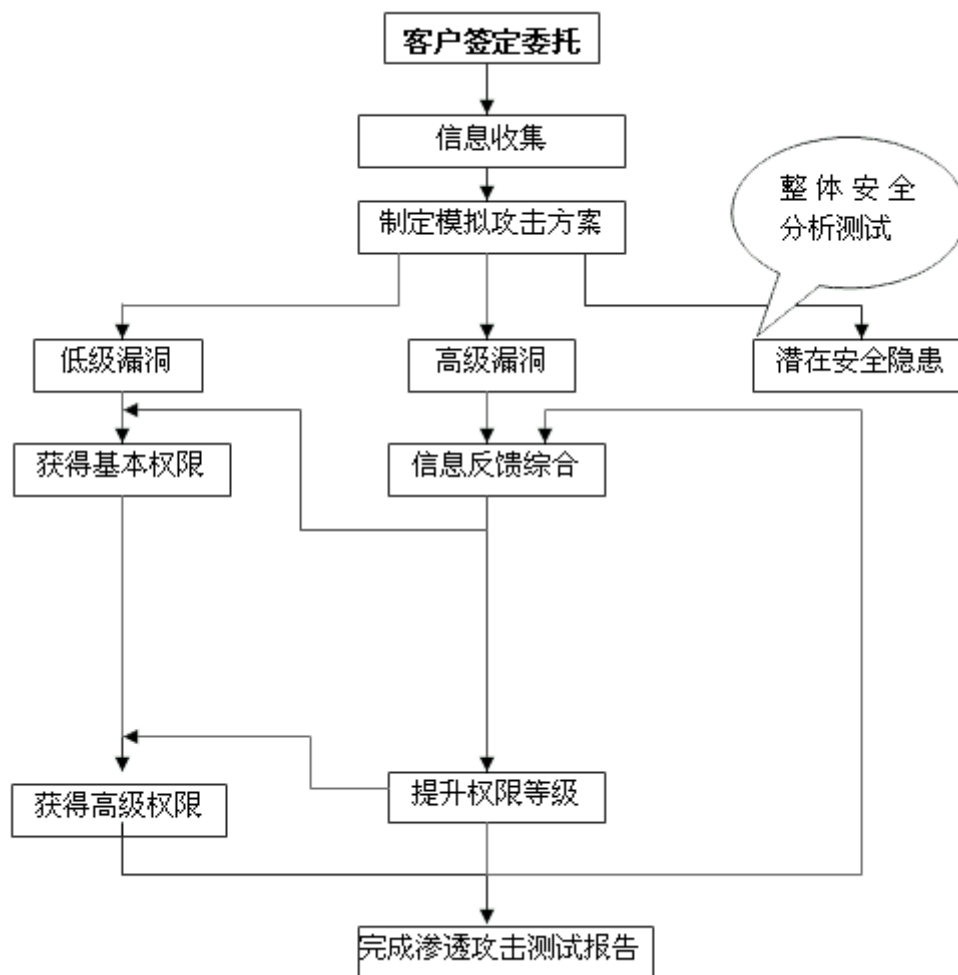 客户签定委托
信息收集
制定模拟攻击方案
整体安全
分析测试
低级漏洞
高级漏洞
潜在安全隐患
获得基本权限
信息反馈综合
获得高级权限
提升权限等级
完成渗透攻击测试报告